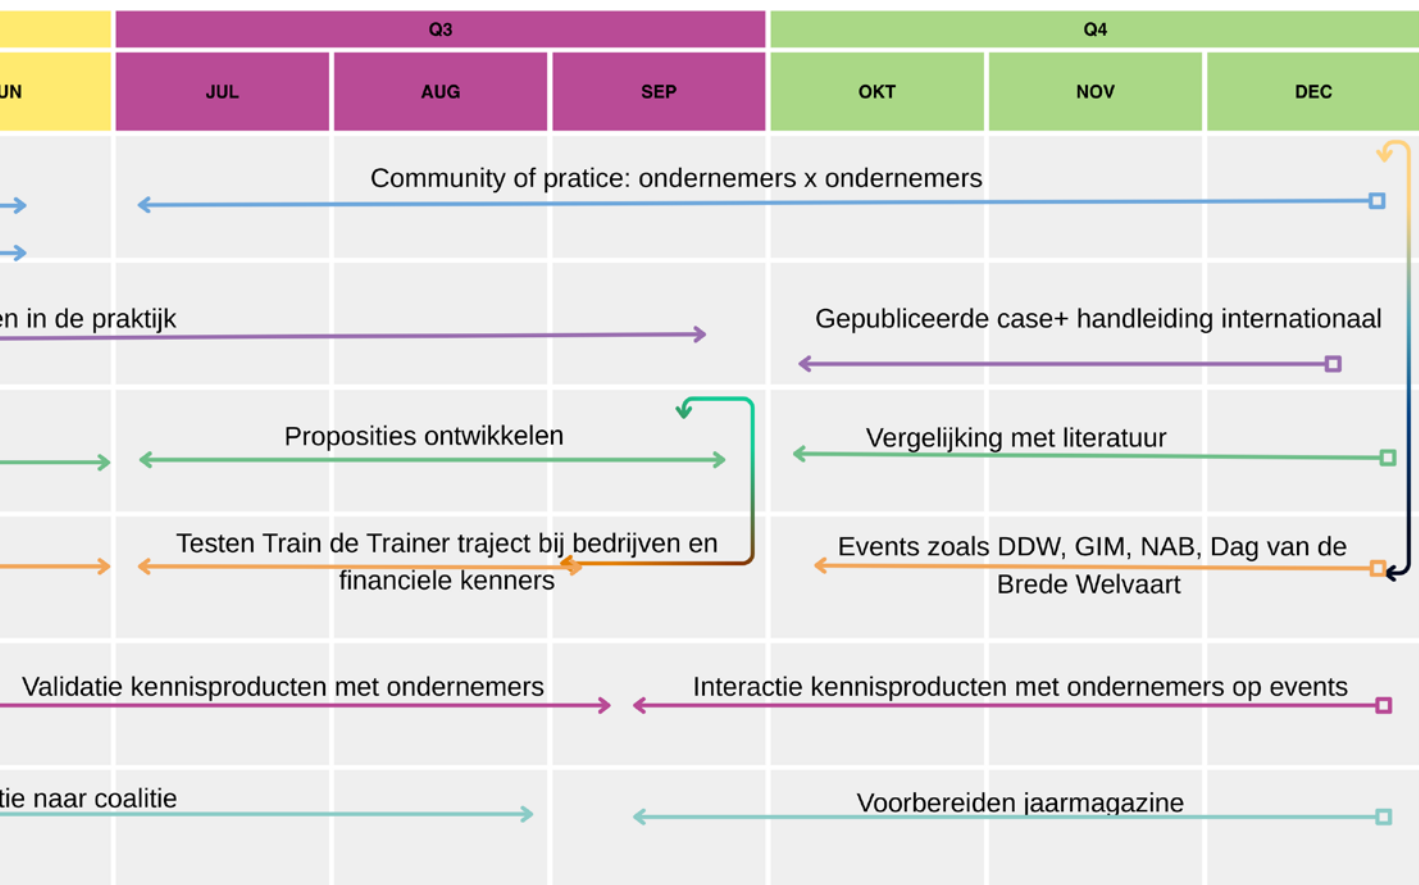 Q3
Q4
UN
JUL
AUG
SEP
OKT
NOV
DEC
Community of pratice: ondernemers x ondernemers
en in de praktijk
Gepubliceerde case+ handleiding internationaal
Proposities ontwikkelen
Vergelijking met literatuur
Testen Train de Trainer traject bij bedrijven en
financiele kenners
Events zoals DDW, GIM, NAB, Dag van de
Brede Welvaart
Validatie kennisproducten met ondernemers
Interactie kennisproducten met ondernemers op events
tie naar coalitie
Voorbereiden jaarmagazine